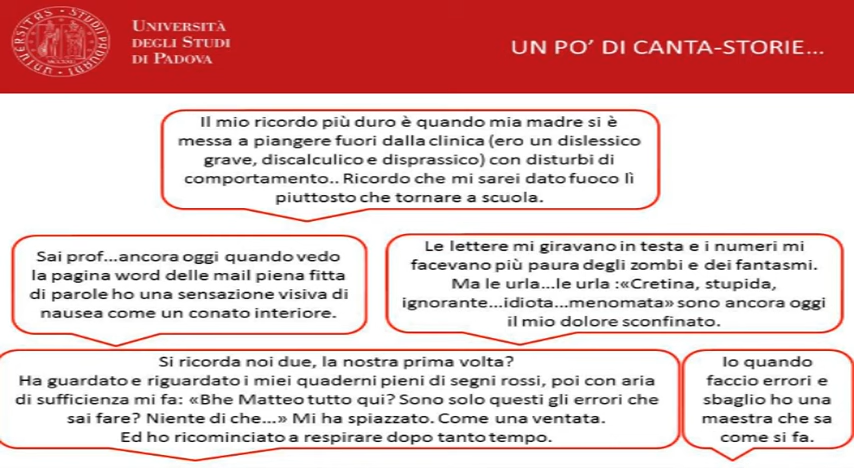 UNIVERSITÀ
DEGLI STUDI
DI PADOVA
UN PO' DI CANTA-STORIE...
Il mio ricordo più duro è quando mia madre si è
messa a piangere fuori dalla clinica (ero un dislessico
grave, discalculico e disprassico) con disturbi di
comportamento.. Ricordo che mi sarei dato fuoco lì
piuttosto che tornare a scuola.
Sai prof...ancora oggi quando vedo
la pagina word delle mail piena fitta
di parole ho una sensazione visiva di
nausea come un conato interiore.
Le lettere mi giravano in testa e i numeri mi
facevano più paura degli zombi e dei fantasmi.
Ma le urla...le urla :«Cretina, stupida,
ignorante...idiota...menomata» sono ancora oggi
il mio dolore sconfinato.
Si ricorda noi due, la nostra prima volta?
Ha guardato e riguardato i miei quaderni pieni di segni rossi, poi con aria
di sufficienza mi fa: «Bhe Matteo tutto qui? Sono solo questi gli errori che
sai fare? Niente di che...» Mi ha spiazzato. Come una ventata.
Ed ho ricominciato a respirare dopo tanto tempo.
Io quando
faccio errori e
sbaglio ho una
maestra che sa
come si fa.